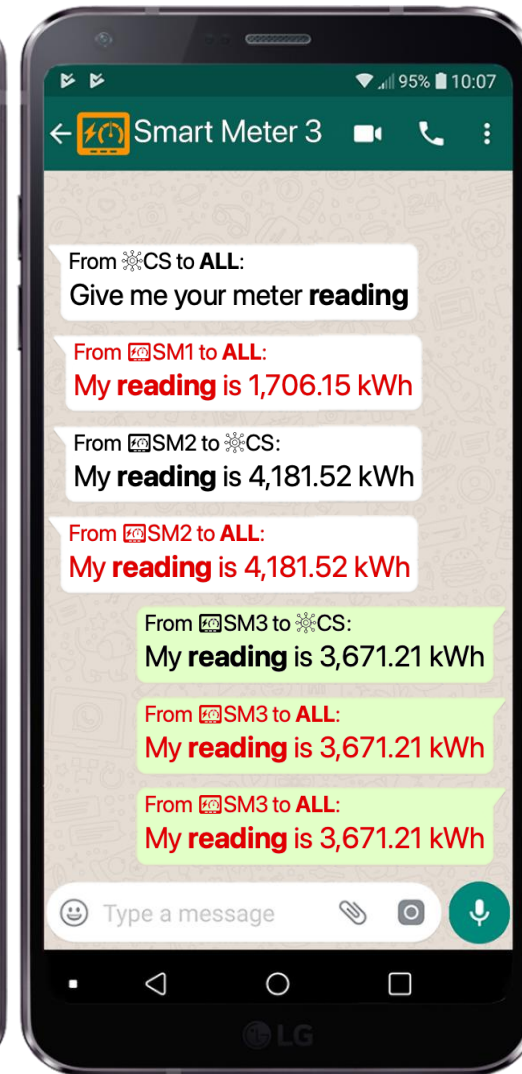 95% 10:07
Smart Meter 3
From CS to ALL:
Give me your meter reading
From SM1 to ALL:
My reading is 1,706.15 kWh
From SM2 to CS:
My reading is 4,181.52 kWh
From SM2 to ALL:
My reading is 4,181.52 kWh
From SM3 to CS:
My reading is 3,671.21 kWh
From SM3 to ALL:
My reading is 3,671.21 kWh
From SM3 to ALL:
My reading is 3,671.21 kWh
Type a message
LG